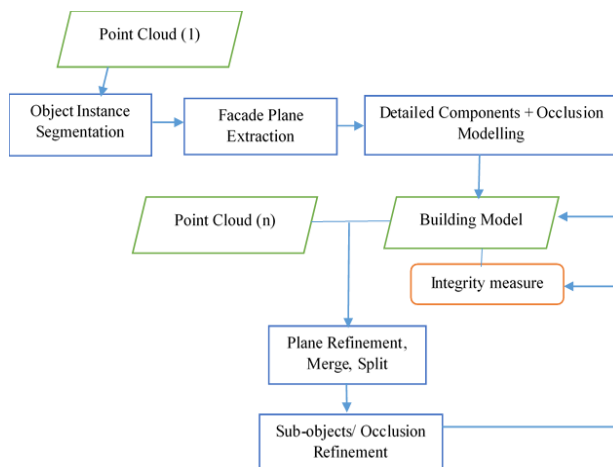 Point Cloud (1)
Object Instance
Segmentation
Facade Plane
Extraction
Detailed Components + Occlusion
Modelling
Point Cloud (n)
Building Model
Integrity measure
Plane Refinement,
Merge, Split
Sub-objects/ Occlusion
Refinement